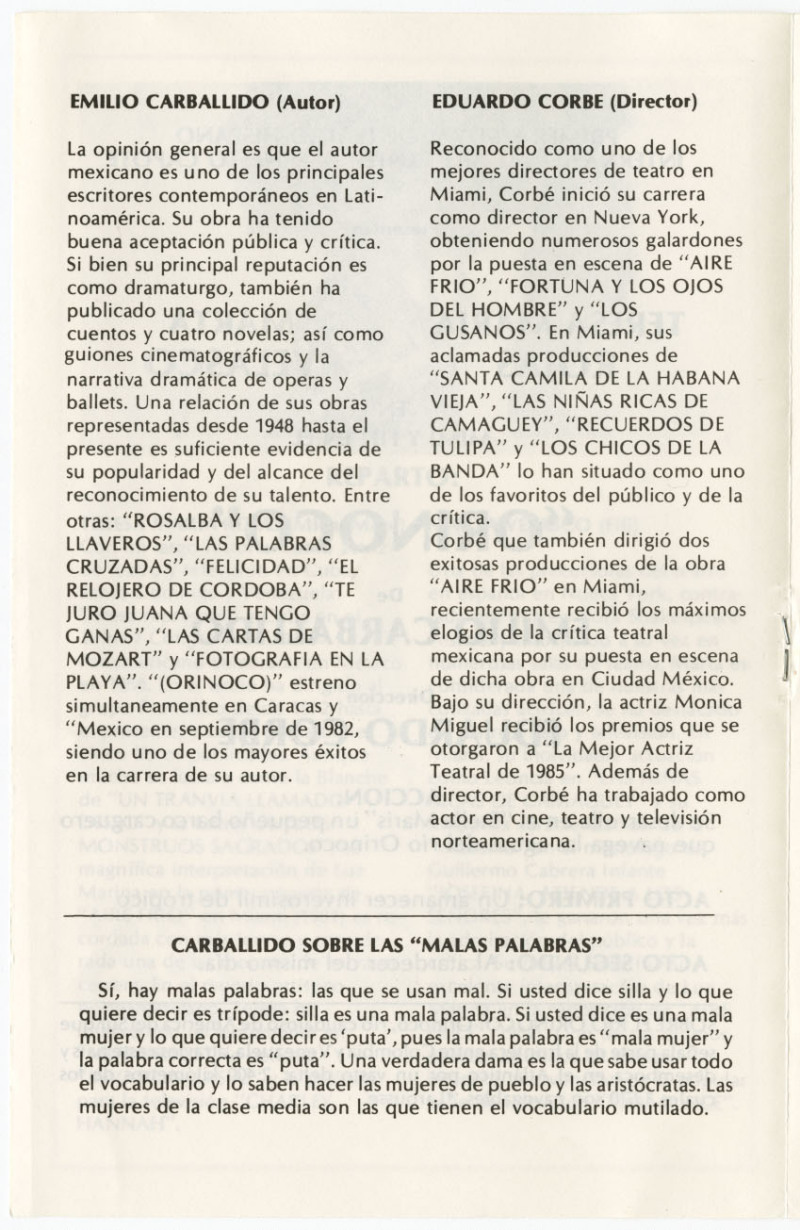 EMILIO CARBALLIDO (Autor)
La opinión general es que el autor
mexicano es uno de los principales
escritores contemporáneos en Lati-
noamérica. Su obra ha tenido
buena aceptación pública y crítica.
Si bien su principal reputación es
como dramaturgo, también ha
publicado una colección de
cuentos y cuatro novelas; así como
guiones cinematográficos y la
narrativa dramática de operas y
ballets. Una relación de sus obras
representadas desde 1948 hasta el
presente es suficiente evidencia de
su popularidad y del alcance del
reconocimiento de su talento. Entre
otras: “ROSALBA Y LOS
LLAVEROS”, “LAS PALABRAS
CRUZADAS”, “FELICIDAD”, “EL
RELOJERO DE CORDOBA”, “TE
JURO JUANA QUE TENGO
GANAS”, “LAS CARTAS DE
MOZART” y “FOTOGRAFIA EN LA
PLAYA”. “(ORINOCO)” estreno
simultaneamente en Caracas y
“Mexico en septiembre de 1982,
siendo uno de los mayores éxitos
en la carrera de su autor.
EDUARDO CORBE (Director)
Reconocido como uno de los
mejores directores de teatro en
Miami, Corbé inició su carrera
como director en Nueva York,
obteniendo numerosos galardones
por la puesta en escena de “AIRE
FRIO”, “FORTUNA Y LOS OJOS
DEL HOMBRE” y “LOS
GUSANOS”. En Miami, sus
aclamadas producciones de
“SANTA CAMILA DE LA HABANA
VIEJA”, “LAS NIÑAS RICAS DE
CAMAGUEY”, “RECUERDOS DE
TULIPA” y “LOS CHICOS DE LA
BANDA” lo han situado como uno
de los favoritos del público y de la
crítica.
Corbé que también dirigió dos
exitosas producciones de la obra
“AIRE FRIO” en Miami,
recientemente recibió los máximos
elogios de la crítica teatral
mexicana por su puesta en escena
de dicha obra en Ciudad México.
Bajo su dirección, la actriz Monica
Miguel recibió los premios que se
otorgaron a “La Mejor Actriz
Teatral de 1985”. Además de
director, Corbé ha trabajado como
actor en cine, teatro y televisión
norteamericana.
CARBALLIDO SOBRE LAS “MALAS PALABRAS”
Sí, hay malas palabras: las que se usan mal. Si usted dice silla y lo que
quiere decir es trípode: silla es una mala palabra. Si usted dice es una mala
mujer y lo que quiere decir es ‘puta’, pues la mala palabra es “mala mujer” y
la palabra correcta es “puta”. Una verdadera dama es la que sabe usar todo
el vocabulario y lo saben hacer las mujeres de pueblo y las aristócratas. Las
mujeres de la clase media son las que tienen el vocabulario mutilado.